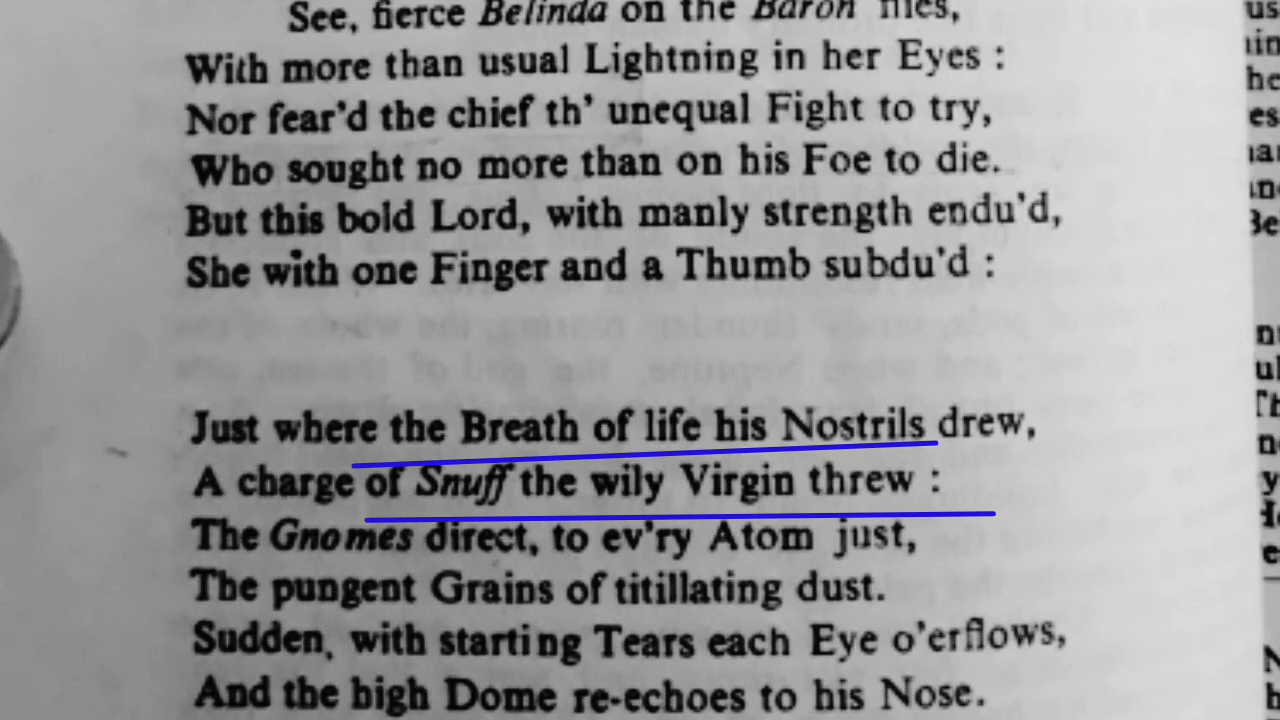 See, fierce Belinda on the Baron flies,
With more than usual Lightning in her Eyes :
Nor fear'd the chief th' unequal Fight to try,
Who sought no more than on his Foe to die.
But this bold Lord, with manly strength endu'd,
She with one Finger and a Thumb subdu'd :
Just where the Breath of life his Nostrils drew,
A charge of Snuff the wily Virgin threw :
The Gnomes direct, to ev'ry Atom just,
The pungent Grains of titillating dust.
Sudden, with starting Tears each Eye o'erflows,
And the high Dome re-echoes to his Nose.